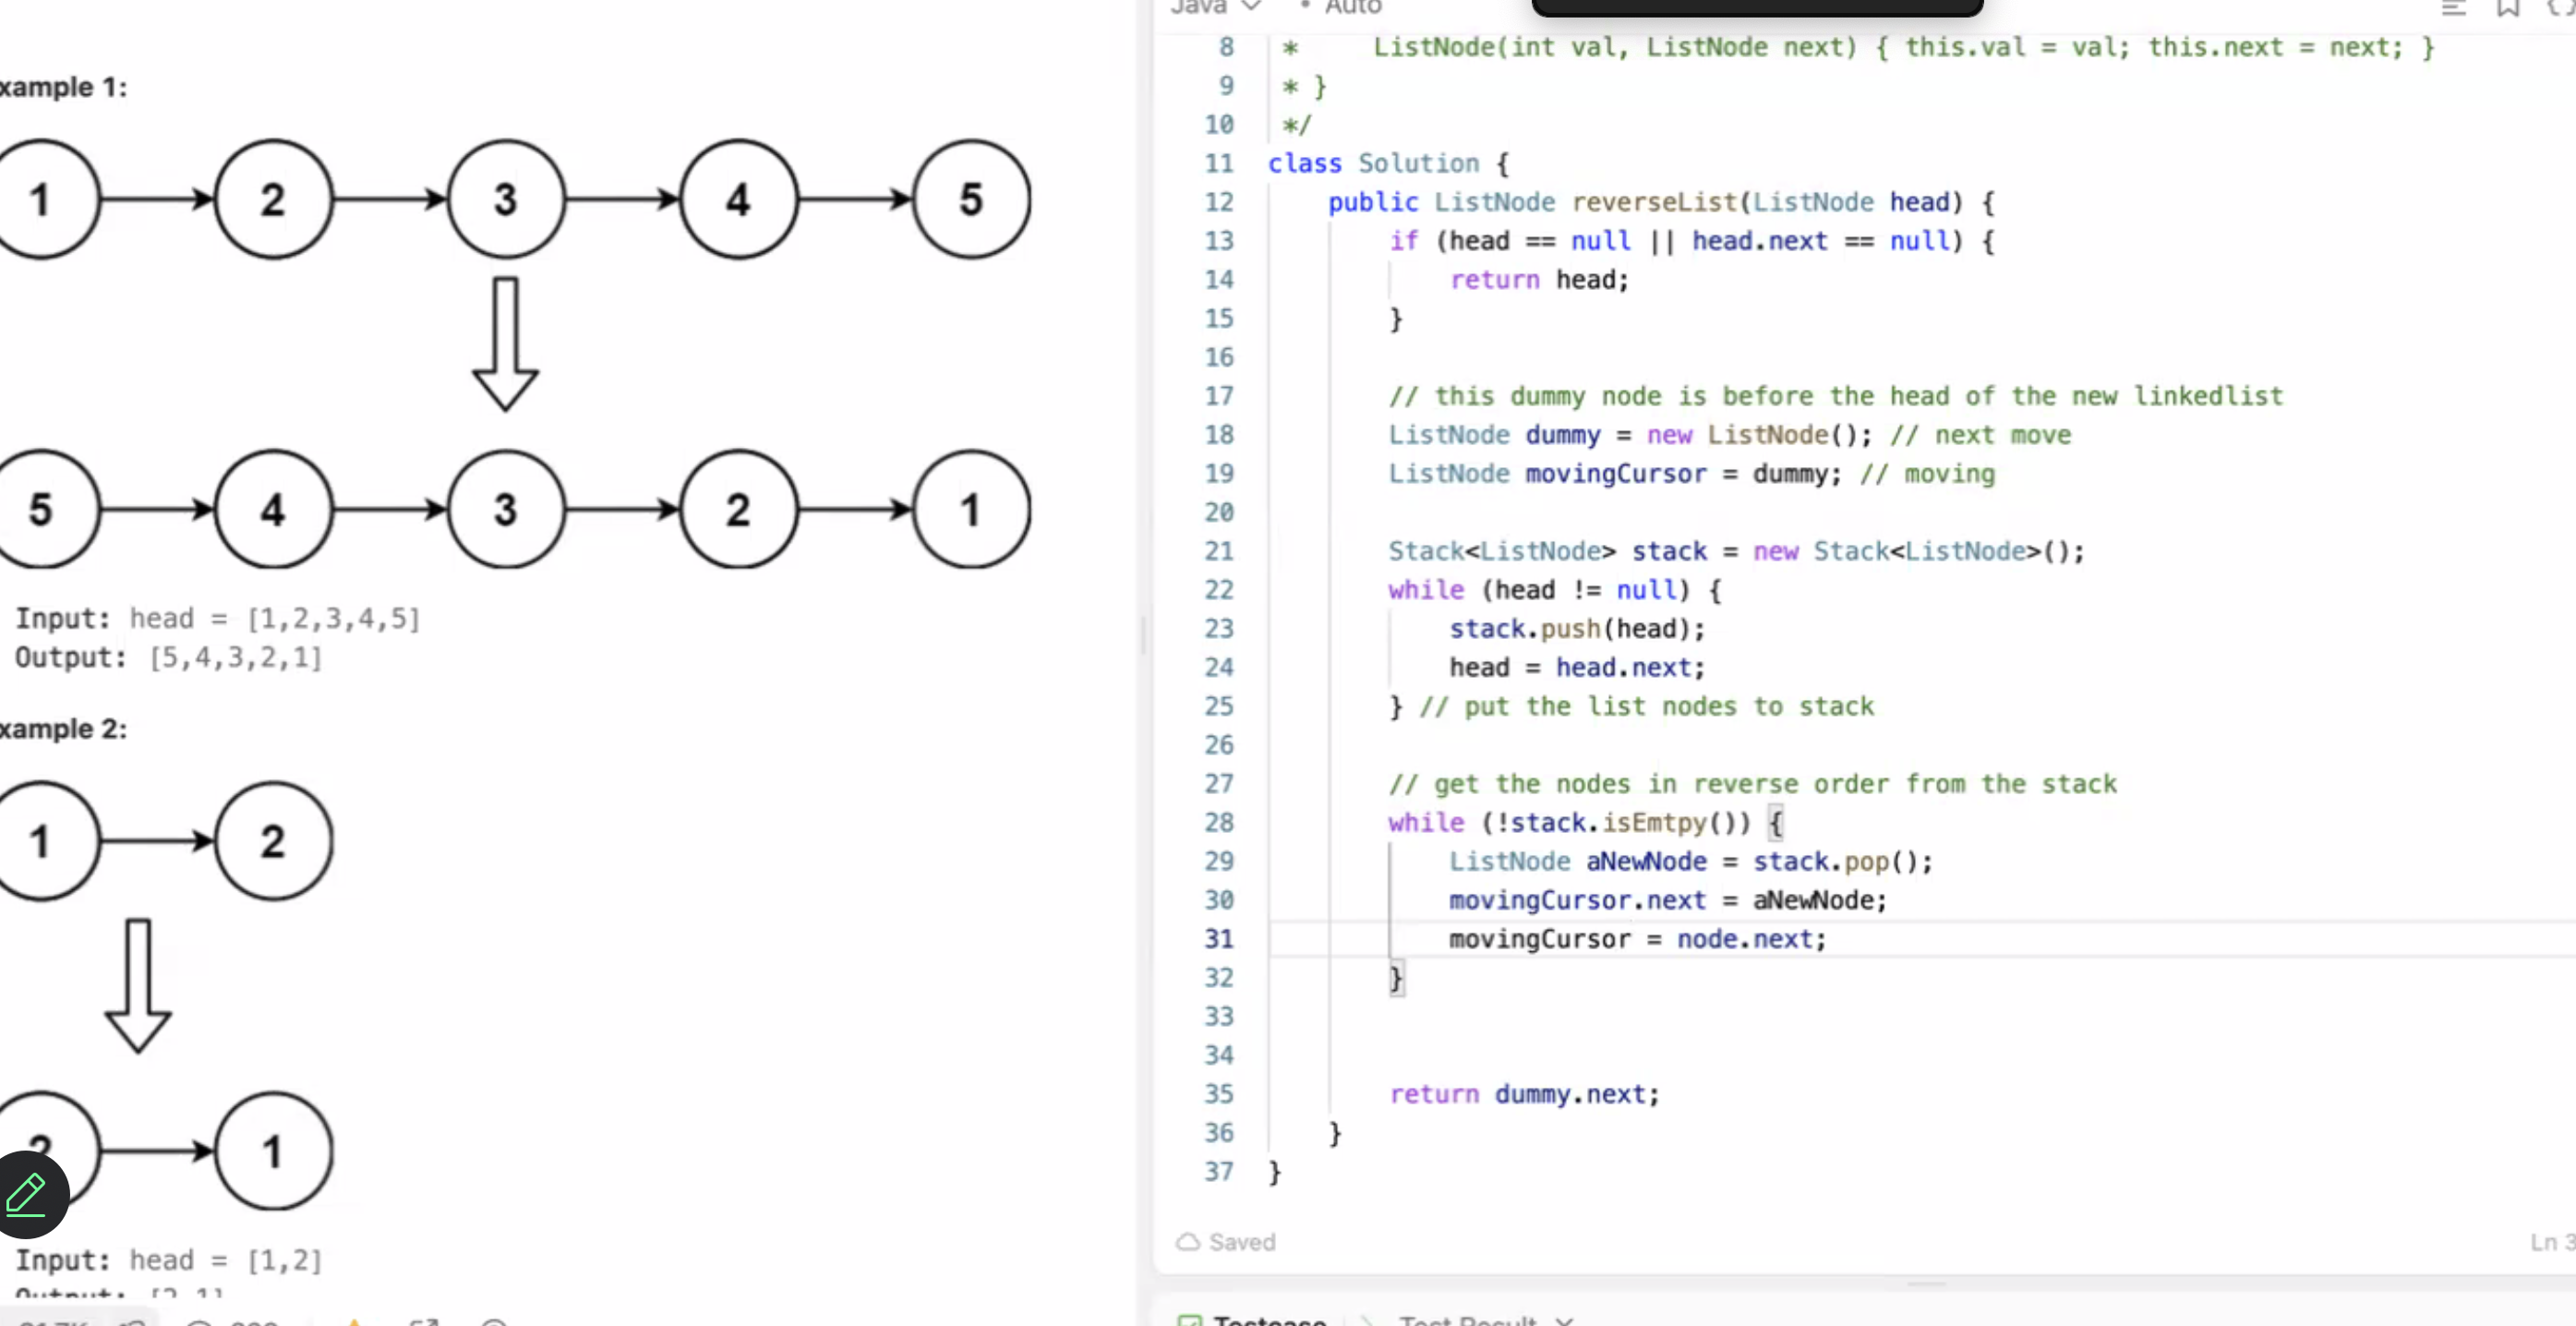 xample 1:
1 2 3 4 5
5 4 3 2 1
Input: head = [1,2,3,4,5]
Output: [5,4,3,2,1]
xample 2:
1 2
2 1
Input: head = [1,2]
Output: [2,1]
Java • Auto
8 * ListNode(int val, ListNode next) { this.val = val; this.next = next; }
9 * }
10 */
11 class Solution {
12 public ListNode reverseList(ListNode head) {
13 if (head == null || head.next == null) {
14 return head;
15 }
16
17 // this dummy node is before the head of the new linkedlist
18 ListNode dummy = new ListNode(); // next move
19 ListNode movingCursor = dummy; // moving
20
21 Stack<ListNode> stack = new Stack<ListNode>();
22 while (head != null) {
23 stack.push(head);
24 head = head.next;
25 } // put the list nodes to stack
26
27 // get the nodes in reverse order from the stack
28 while (!stack.isEmtpy()) {
29 ListNode aNewNode = stack.pop();
30 movingCursor.next = aNewNode;
31 movingCursor = node.next;
32 }
33
34
35 return dummy.next;
36 }
37 }
Saved
Ln 3
Testcase Test Result